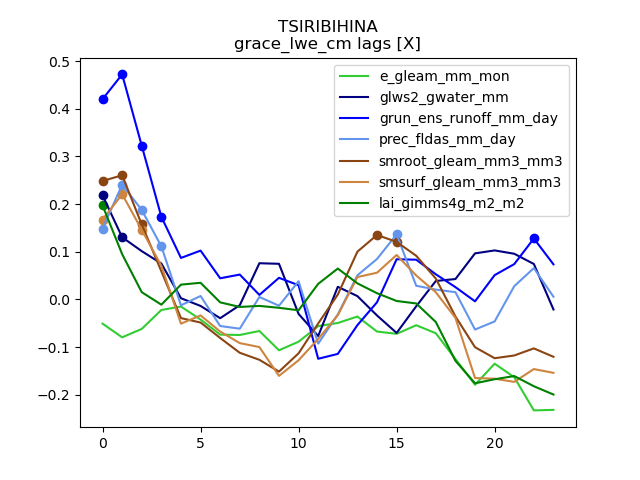 TSIRIBIHINA
grace_lwe_cm lags [X]
e_gleam_mm_mon
glws2_gwater_mm
grun_ens_runoff_mm_day
prec_fldas_mm_day
smroot_gleam_mm3_mm3
smsurf_gleam_mm3_mm3
lai_gimms4g_m2_m2
0.5
0.4
0.3
0.2
0.1
0.0
−0.1
−0.2
0 5 10 15 20